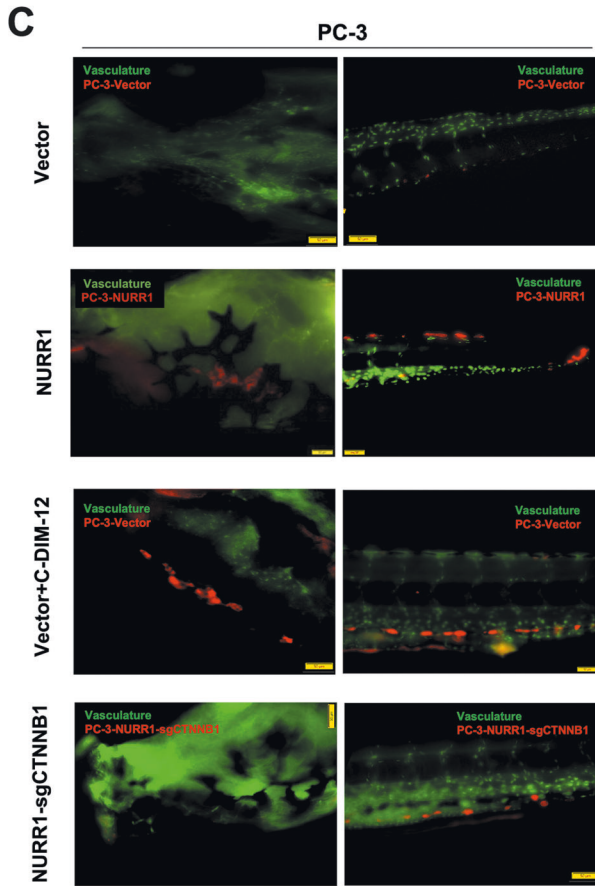 C
PC-3
Vector
Vasculature
PC-3-Vector
Vasculature
PC-3-Vector
NURR1
Vasculature
PC-3-NURR1
Vasculature
PC-3-NURR1
Vector+C-DIM-12
Vasculature
PC-3-Vector
Vasculature
PC-3-Vector
NURR1-sgCTNNB1
Vasculature
PC-3-NURR1-sgCTNNB1
Vasculature
PC-3-NURR1-sgCTNNB1